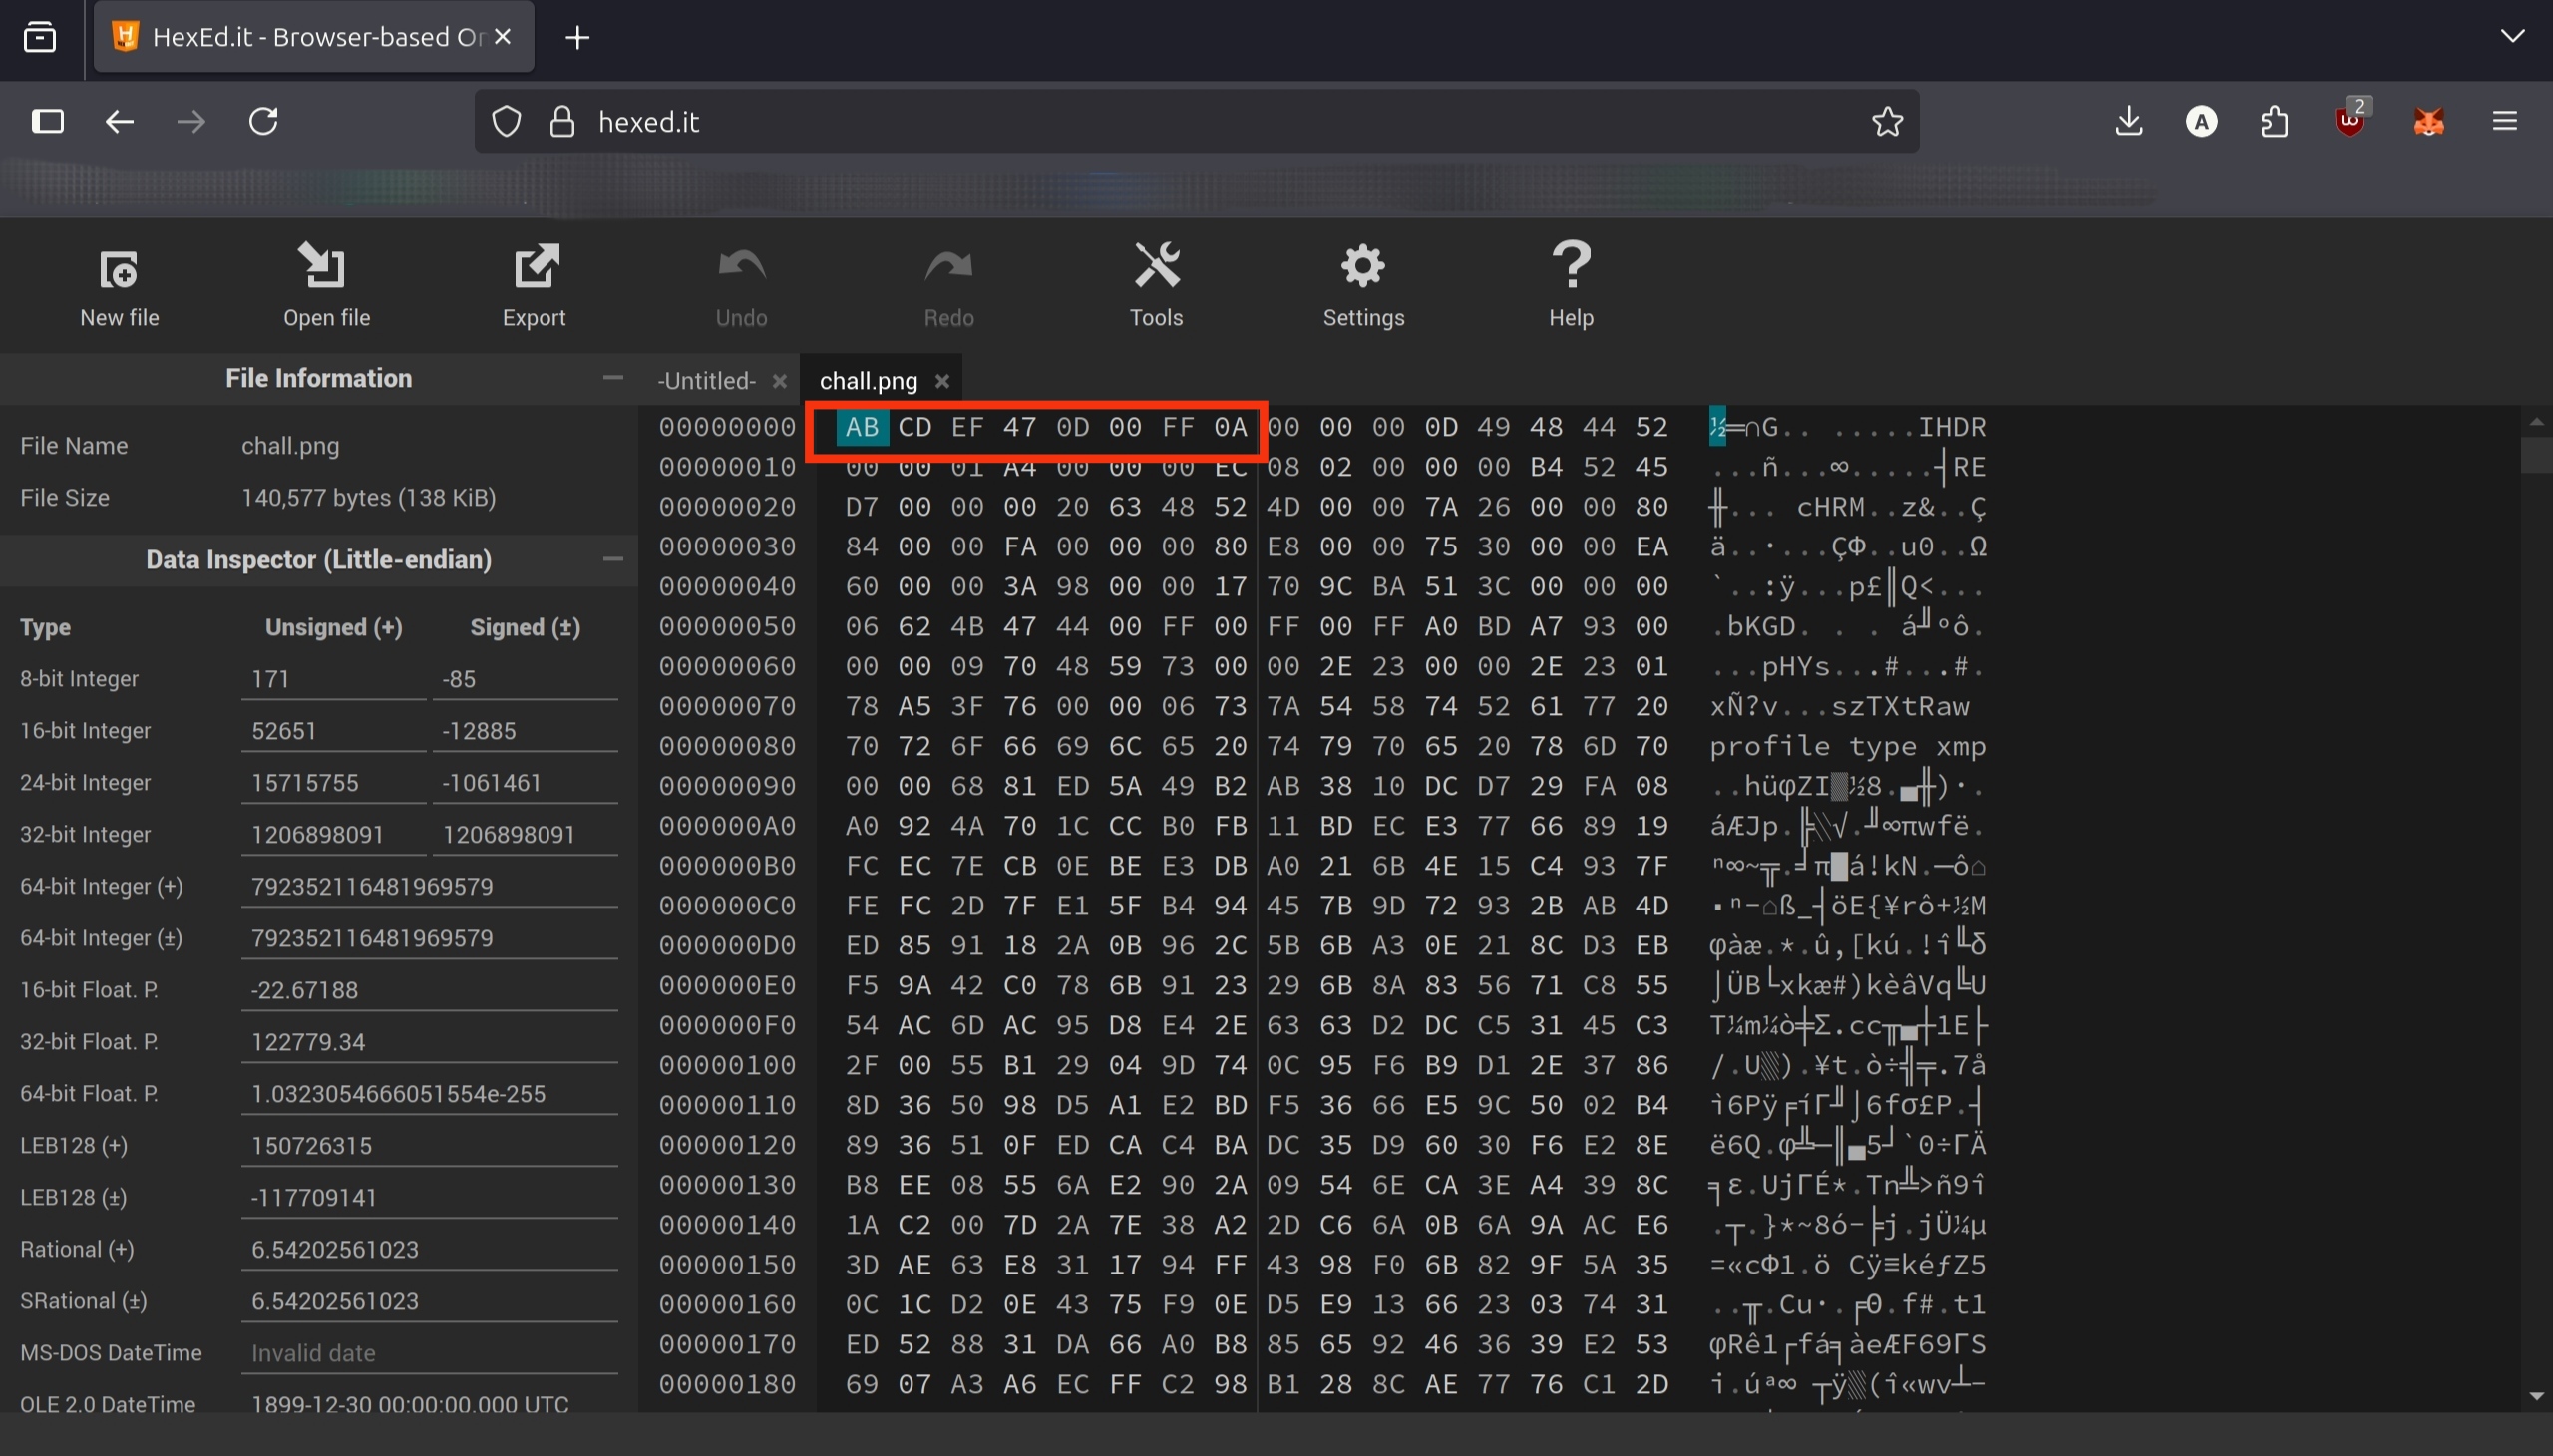 HexEd.it - Browser-based Or
hexed.it
2
New file
Open file
Export
Undo
Redo
Tools
Settings
Help
File Information
File Name chall.png
File Size 140,577 bytes (138 KiB)
Data Inspector (Little-endian)
Type Unsigned (+) Signed (±)
8-bit Integer 171 -85
16-bit Integer 52651 -12885
24-bit Integer 15715755 -1061461
32-bit Integer 1206898091 1206898091
64-bit Integer (+) 792352116481969579
64-bit Integer (±) 792352116481969579
16-bit Float. P. -22.67188
32-bit Float. P. 122779.34
64-bit Float. P. 1.0323054666051554e-255
LEB128 (+) 150726315
LEB128 (±) -117709141
Rational (+) 6.54202561023
SRational (±) 6.54202561023
MS-DOS DateTime Invalid date
OLE 2.0 DateTime 1899-12-30 00:00:00.000 UTC
-Untitled-
chall.png
00000000 AB CD EF 47 0D 00 FF 0A 00 00 00 0D 49 48 44 52 ½═∩G.. .....IHDR
00000010 00 00 01 A4 00 00 00 EC 08 02 00 00 00 B4 52 45 ...ñ...∞.....┤RE
00000020 D7 00 00 00 20 63 48 52 4D 00 00 7A 26 00 00 80 ╫... cHRM..z&..Ç
00000030 84 00 00 FA 00 00 00 80 E8 00 00 75 30 00 00 EA ä..·...ÇΦ..u0..Ω
00000040 60 00 00 3A 98 00 00 17 70 9C BA 51 3C 00 00 00 `..:ÿ...p£║Q<...
00000050 06 62 4B 47 44 00 FF 00 FF 00 FF A0 BD A7 93 00 .bKGD. . . á╜ºô.
00000060 00 00 09 70 48 59 73 00 00 2E 23 00 00 2E 23 01 ...pHYs...#...#.
00000070 78 A5 3F 76 00 00 06 73 7A 54 58 74 52 61 77 20 xÑ?v...szTXtRaw
00000080 70 72 6F 66 69 6C 65 20 74 79 70 65 20 78 6D 70 profile type xmp
00000090 00 00 68 81 ED 5A 49 B2 AB 38 10 DC D7 29 FA 08 ..hüφZI▓½8.▄╫)·.
000000A0 A0 92 4A 70 1C CC B0 FB 11 BD EC E3 77 66 89 19 áÆJp.╠░√.╜∞πwfë.
000000B0 FC EC 7E CB 0E BE E3 DB A0 21 6B 4E 15 C4 93 7F ⁿ∞~╦.╛π█á!kN.─ô⌂
000000C0 FE FC 2D 7F E1 5F B4 94 45 7B 9D 72 93 2B AB 4D ■ⁿ-⌂ß_┤öE{¥rô+½M
000000D0 ED 85 91 18 2A 0B 96 2C 5B 6B A3 0E 21 8C D3 EB φàæ.*.û,[kú.!î╙δ
000000E0 F5 9A 42 C0 78 6B 91 23 29 6B 8A 83 56 71 C8 55 ⌡ÜB└xkæ#)kèâVq╚U
000000F0 54 AC 6D AC 95 D8 E4 2E 63 63 D2 DC C5 31 45 C3 T¼m¼ò╪Σ.cc╥▄┼1E├
00000100 2F 00 55 B1 29 04 9D 74 0C 95 F6 B9 D1 2E 37 86 /.U▒).¥t.ò÷╣╤.7å
00000110 8D 36 50 98 D5 A1 E2 BD F5 36 66 E5 9C 50 02 B4 ì6Pÿ╒íΓ╜⌡6fσ£P.┤
00000120 89 36 51 0F ED CA C4 BA DC 35 D9 60 30 F6 E2 8E ë6Q.φ╩─║▄5┘`0÷ΓÄ
00000130 B8 EE 08 55 6A E2 90 2A 09 54 6E CA 3E A4 39 8C ╕ε.UjΓÉ*.Tn╩>ñ9î
00000140 1A C2 00 7D 2A 7E 38 A2 2D C6 6A 0B 6A 9A AC E6 .┬.}*~8ó-╞j.jÜ¼µ
00000150 3D AE 63 E8 31 17 94 FF 43 98 F0 6B 82 9F 5A 35 =«cΦ1.ö Cÿ≡kéƒZ5
00000160 0C 1C D2 0E 43 75 F9 0E D5 E9 13 66 23 03 74 31 ..╥.Cu∙.╒Θ.f#.t1
00000170 ED 52 88 31 DA 66 A0 B8 85 65 92 46 36 39 E2 53 φRê1┌fá╕àeÆF69ΓS
00000180 69 07 A3 A6 EC FF C2 98 B1 28 8C AE 77 76 C1 2D i.úª∞ ┬ÿ▒(î«wv┴-